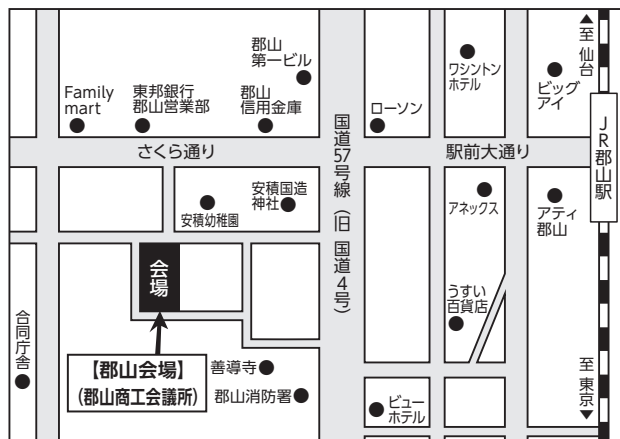 郡山
第一ビル
Family
mart
東邦銀行
郡山営業部
郡山
信用金庫
ローソン
ワシントン
ホテル
ビッグ
アイ
▲至 仙台
JR郡山駅
さくら通り
駅前大通り
国道57号線（旧 国道4号）
安積幼稚園
安積国造
神社
アネックス
アティ
郡山
会場
うすい
百貨店
合同庁舎
【郡山会場】
(郡山商工会議所)
善導寺
郡山消防署
ビュー
ホテル
至 東京▼